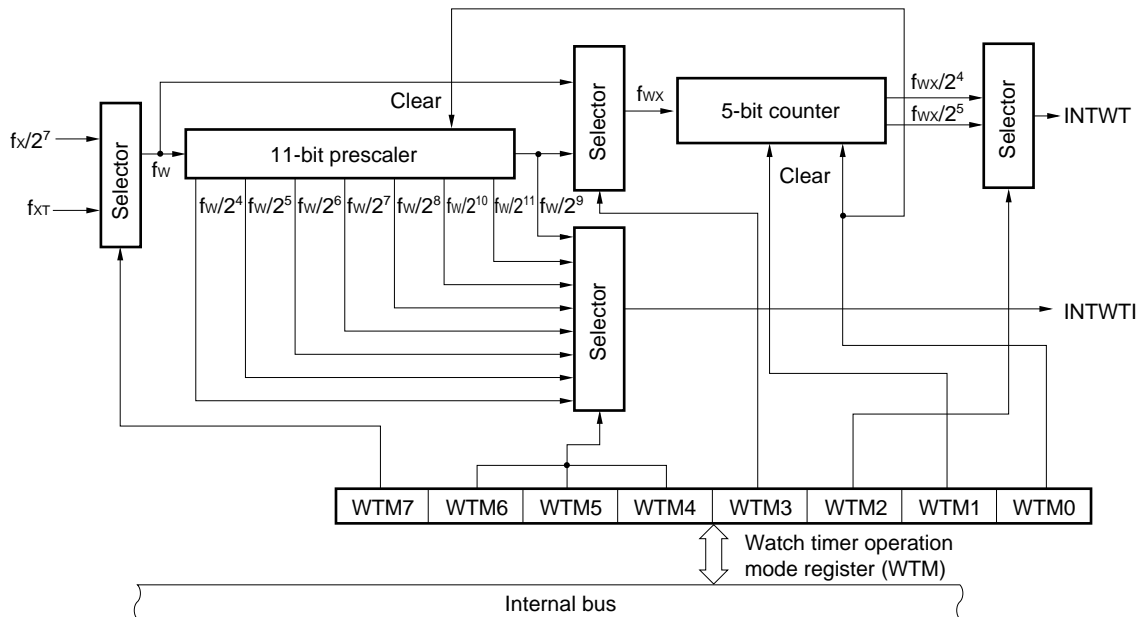 Clear
Selector
fX/2⁷
fXT
fW
11-bit prescaler
fW/2⁴ fW/2⁵ fW/2⁶ fW/2⁷ fW/2⁸ fW/2¹⁰ fW/2¹¹ fW/2⁹
Selector
fWX
5-bit counter
Clear
fWX/2⁴
fWX/2⁵
Selector
INTWT
Selector
INTWTI
WTM7 WTM6 WTM5 WTM4 WTM3 WTM2 WTM1 WTM0
Watch timer operation
mode register (WTM)
Internal bus